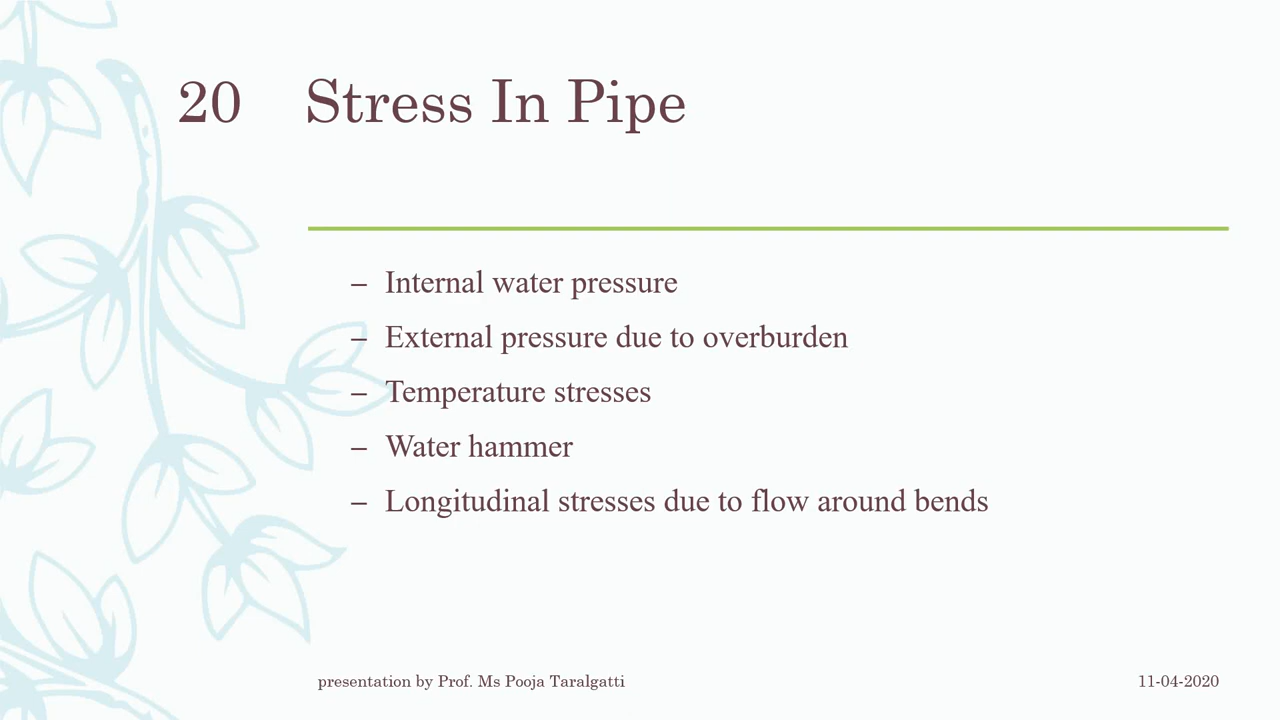 20 Stress In Pipe
– Internal water pressure
– External pressure due to overburden
– Temperature stresses
– Water hammer
– Longitudinal stresses due to flow around bends
presentation by Prof. Ms Pooja Taralgatti 11-04-2020